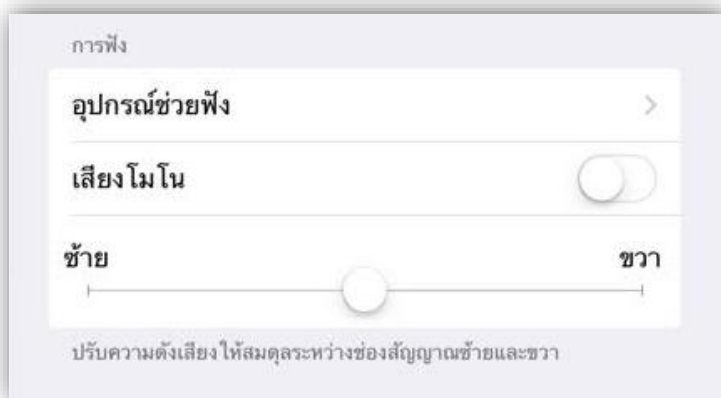 การฟัง
อุปกรณ์ช่วยฟัง
เสียงโมโน
ซ้าย ขวา
ปรับความดังเสียงให้สมดุลระหว่างช่องสัญญาณซ้ายและขวา